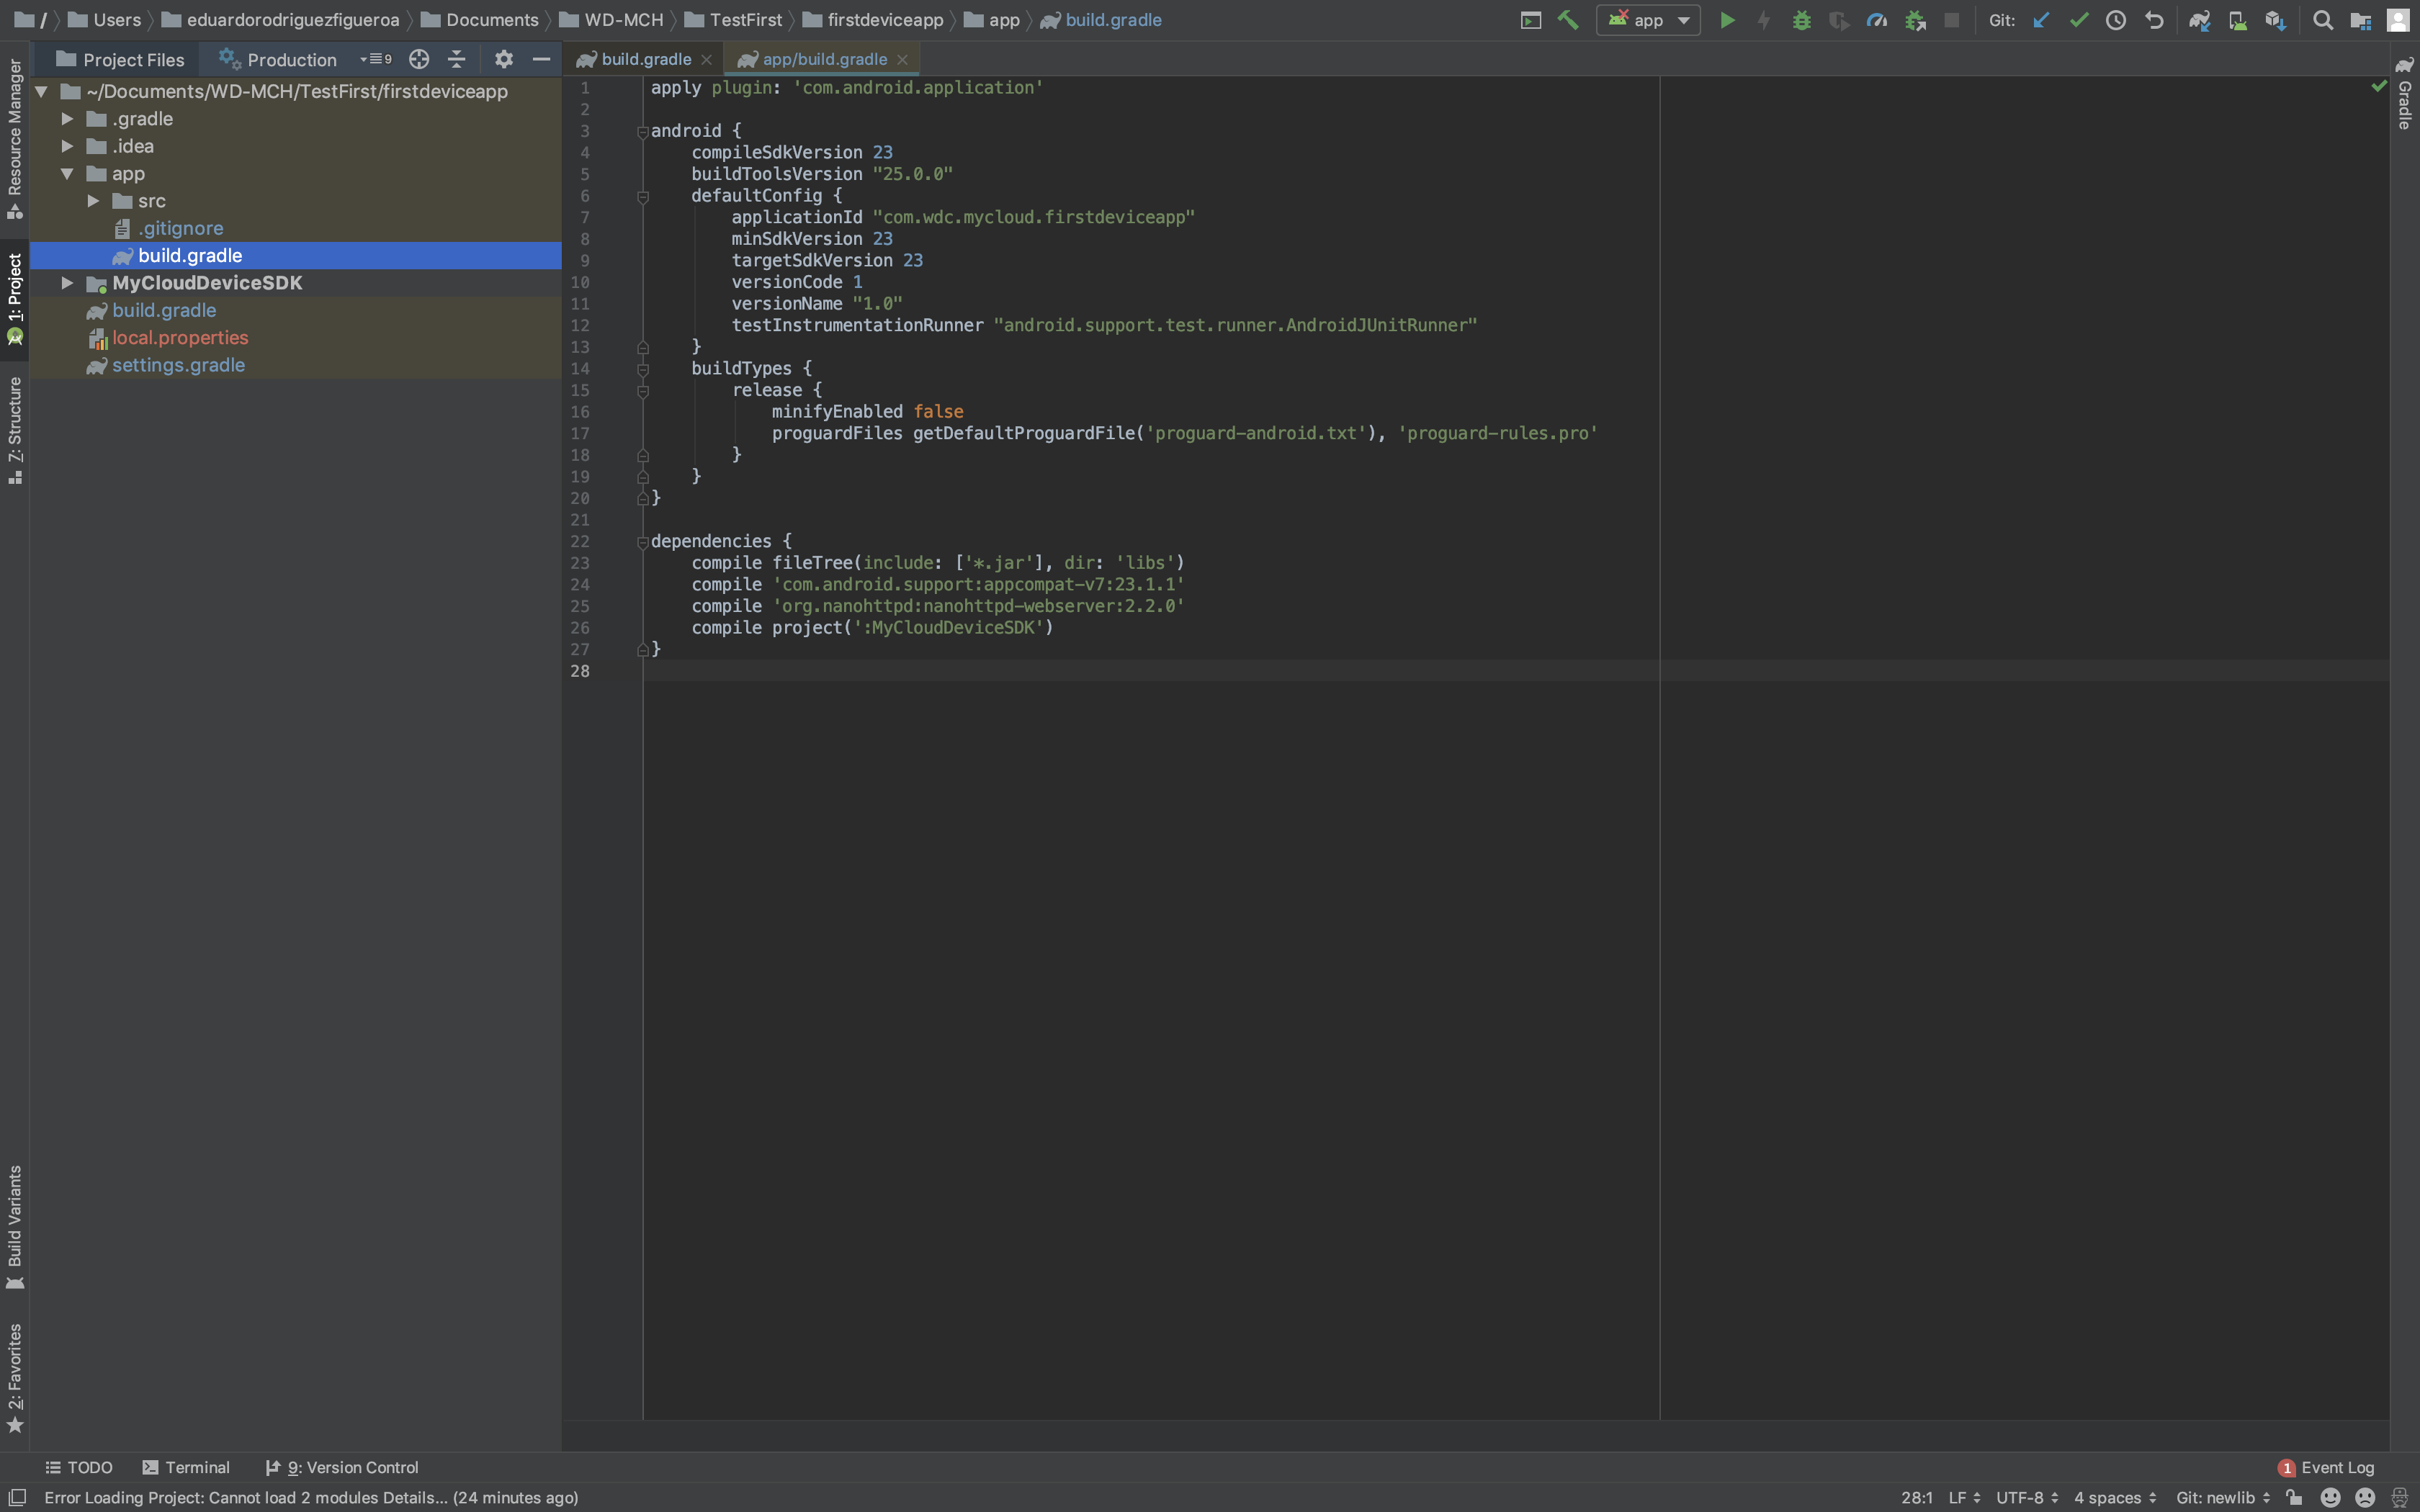 / Users eduardorodriguezfigueroa Documents WD-MCH TestFirst firstdeviceapp app build.gradle
app Git:
Project Files Production 9
build.gradle app/build.gradle
Resource Manager
1: Project
7: Structure
Build Variants
2: Favorites
~/Documents/WD-MCH/TestFirst/firstdeviceapp
.gradle
.idea
app
src
.gitignore
build.gradle
MyCloudDeviceSDK
build.gradle
local.properties
settings.gradle
1 apply plugin: 'com.android.application'
2
3 android {
4 compileSdkVersion 23
5 buildToolsVersion "25.0.0"
6 defaultConfig {
7 applicationId "com.wdc.mycloud.firstdeviceapp"
8 minSdkVersion 23
9 targetSdkVersion 23
10 versionCode 1
11 versionName "1.0"
12 testInstrumentationRunner "android.support.test.runner.AndroidJUnitRunner"
13 }
14 buildTypes {
15 release {
16 minifyEnabled false
17 proguardFiles getDefaultProguardFile('proguard-android.txt'), 'proguard-rules.pro'
18 }
19 }
20 }
21
22 dependencies {
23 compile fileTree(include: ['*.jar'], dir: 'libs')
24 compile 'com.android.support:appcompat-v7:23.1.1'
25 compile 'org.nanohttpd:nanohttpd-webserver:2.2.0'
26 compile project(':MyCloudDeviceSDK')
27 }
28
Gradle
TODO Terminal 9: Version Control
1 Event Log
Error Loading Project: Cannot load 2 modules Details... (24 minutes ago)
28:1 LF UTF-8 4 spaces Git: newlib